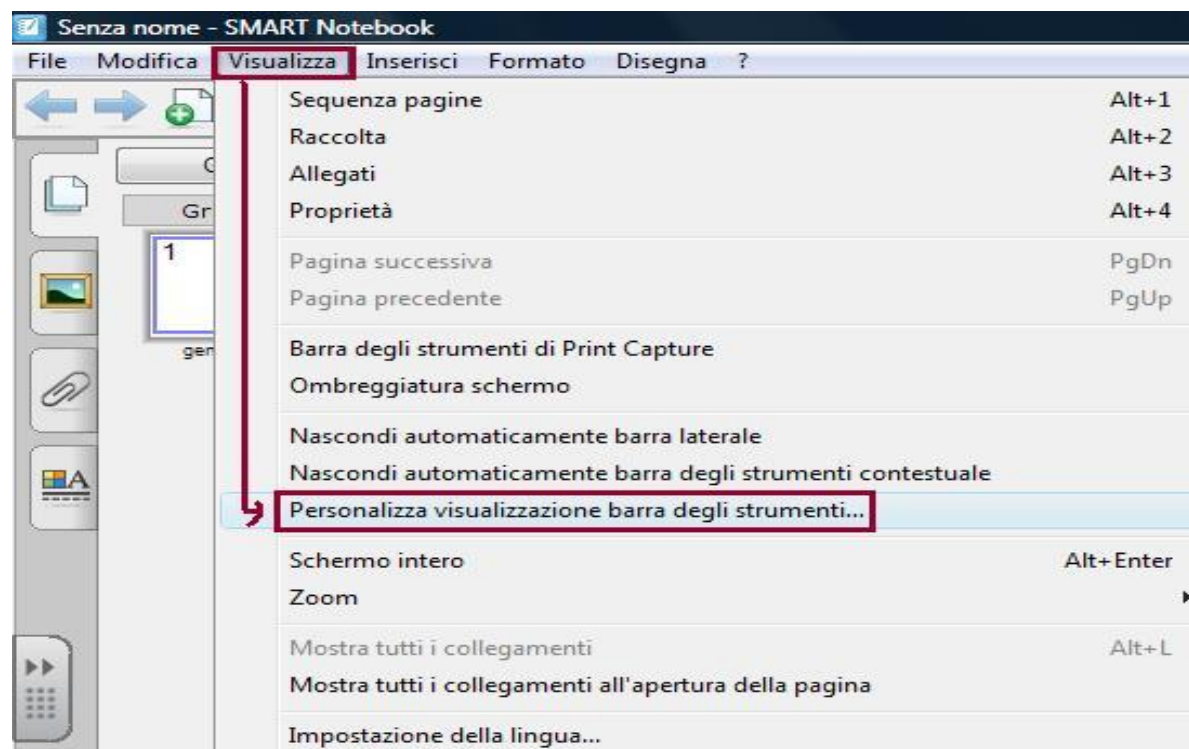 Senza nome - SMART Notebook
File Modifica Visualizza Inserisci Formato Disegna ?
Sequenza pagine Alt+1
Raccolta Alt+2
Allegati Alt+3
Proprietà Alt+4
Gr
1
Pagina successiva PgDn
Pagina precedente PgUp
gen
Barra degli strumenti di Print Capture
Ombreggiatura schermo
Nascondi automaticamente barra laterale
Nascondi automaticamente barra degli strumenti contestuale
A
Personalizza visualizzazione barra degli strumenti...
Schermo intero Alt+Enter
Zoom
Mostra tutti i collegamenti Alt+L
Mostra tutti i collegamenti all'apertura della pagina
Impostazione della lingua...